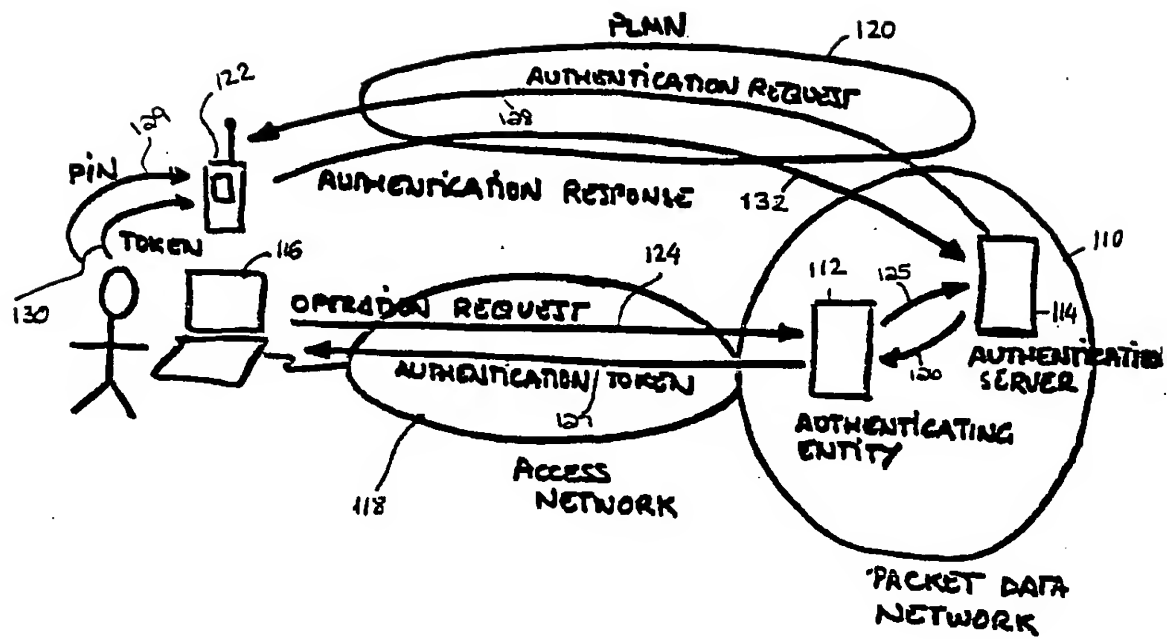 PLMN
120
122
AUTHENTICATION REQUEST
128
129
PIN
AUTHENTICATION RESPONSE
132
TOKEN
116
124
110
130
112
125
OPERATION REQUEST
114
AUTHENTICATION TOKEN
127
120
AUTHENTICATION
SERVER
AUTHENTICATING
ENTITY
ACCESS
NETWORK
118
PACKET DATA
NETWORK